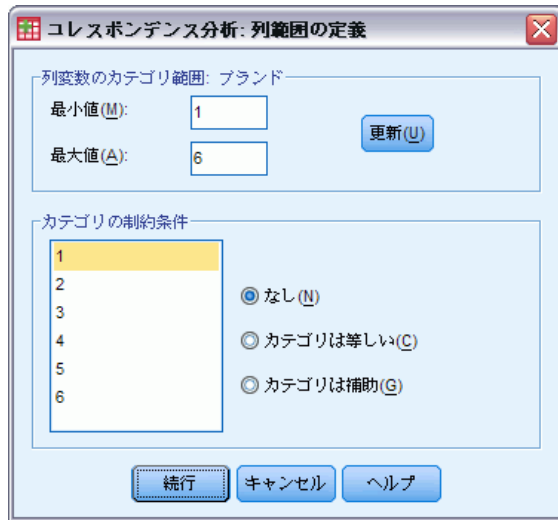 コレスポンデンス分析: 列範囲の定義
列変数のカテゴリ範囲: ブランド
最小値(M):
1
更新(U)
最大値(A):
6
カテゴリの制約条件
1
2
3
4
5
6
なし(N)
カテゴリは等しい(C)
カテゴリは補助(G)
続行
キャンセル
ヘルプ